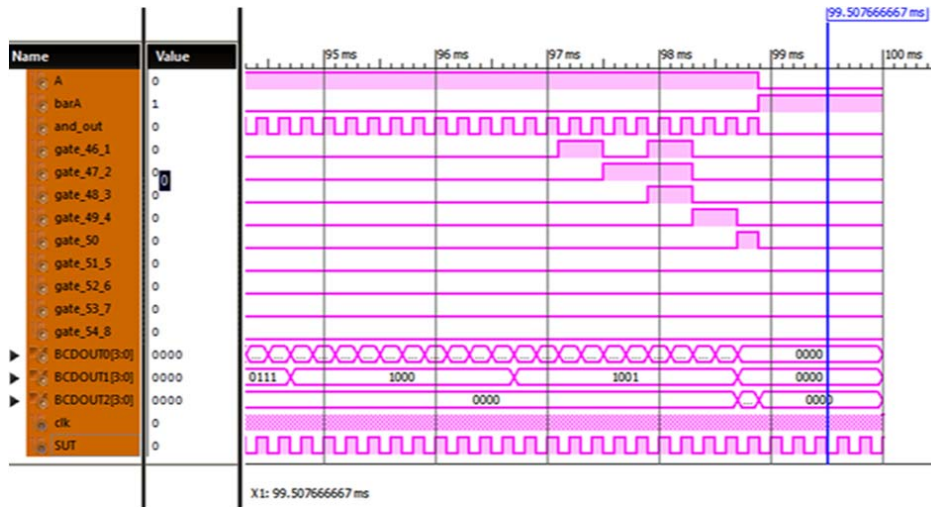 99.507666667 ms
Name Value 95 ms 96 ms 97 ms 98 ms 99 ms 100 ms
A 0
barA 1
and_out 0
gate_46_1 0
gate_47_2 0 0
gate_48_3 0
gate_49_4 0
gate_50 0
gate_51_5 0
gate_52_6 0
gate_53_7 0
gate_54_8 0
BCDOUT0[3:0] 0000 ... ... ... ... ... ... ... ... ... ... ... 0000
BCDOUT1[3:0] 0000 0111 1000 1001 0000
BCDOUT2[3:0] 0000 0000 ... 0000
clk 0
SUT 0
X1: 99.507666667 ms